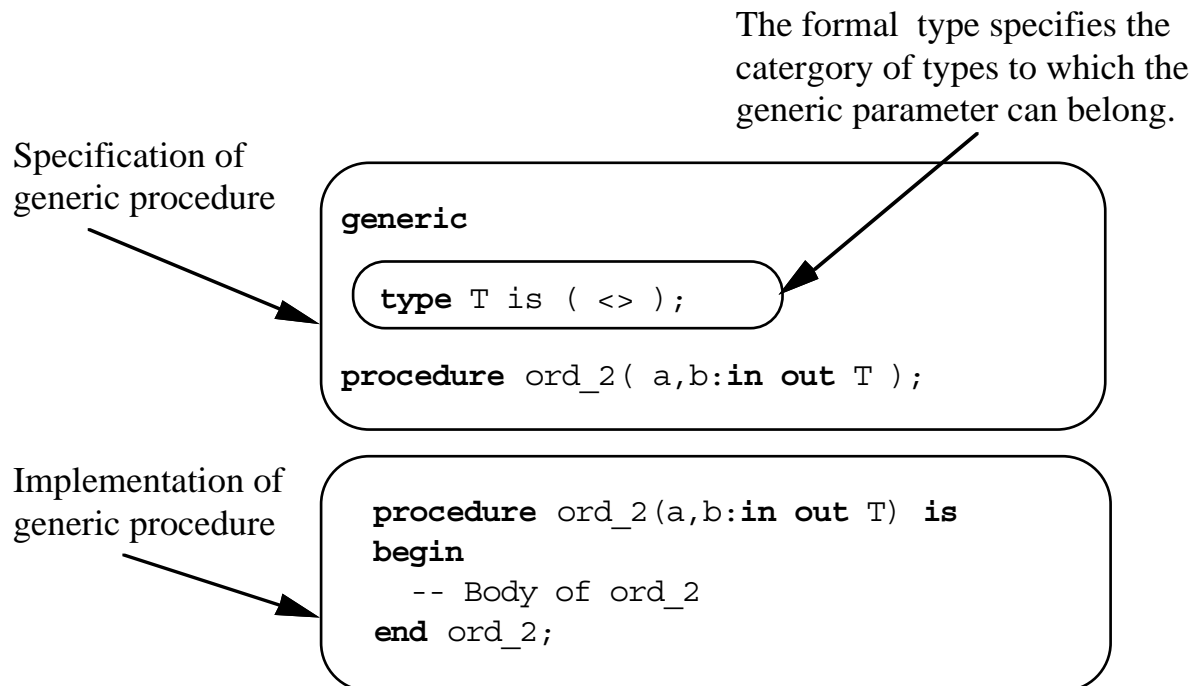 The formal type specifies the
catergory of types to which the
generic parameter can belong.
Specification of
generic procedure
generic
type T is ( <> );
procedure ord_2( a,b:in out T );
Implementation of
generic procedure
procedure ord_2(a,b:in out T) is
begin
-- Body of ord_2
end ord_2;